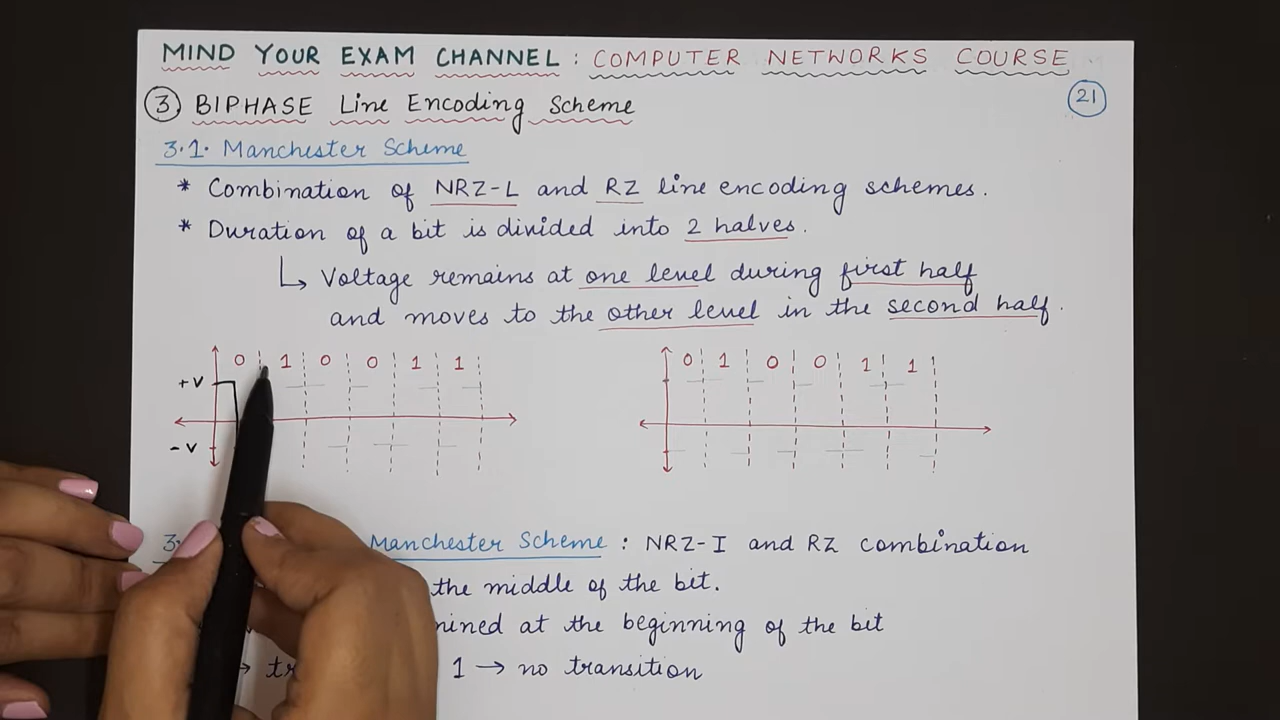 MIND YOUR EXAM CHANNEL : COMPUTER NETWORKS COURSE
③ BIPHASE Line Encoding Scheme
21
3.1. Manchester Scheme
* Combination of NRZ-L and RZ line encoding schemes.
* Duration of a bit is divided into 2 halves.
↳ Voltage remains at one level during first half
and moves to the other level in the second half.
0 1 0 0 1 1
0 1 0 0 1 1
+V
-V
Manchester Scheme : NRZ-I and RZ combination
the middle of the bit.
at the beginning of the bit
1 → no transition